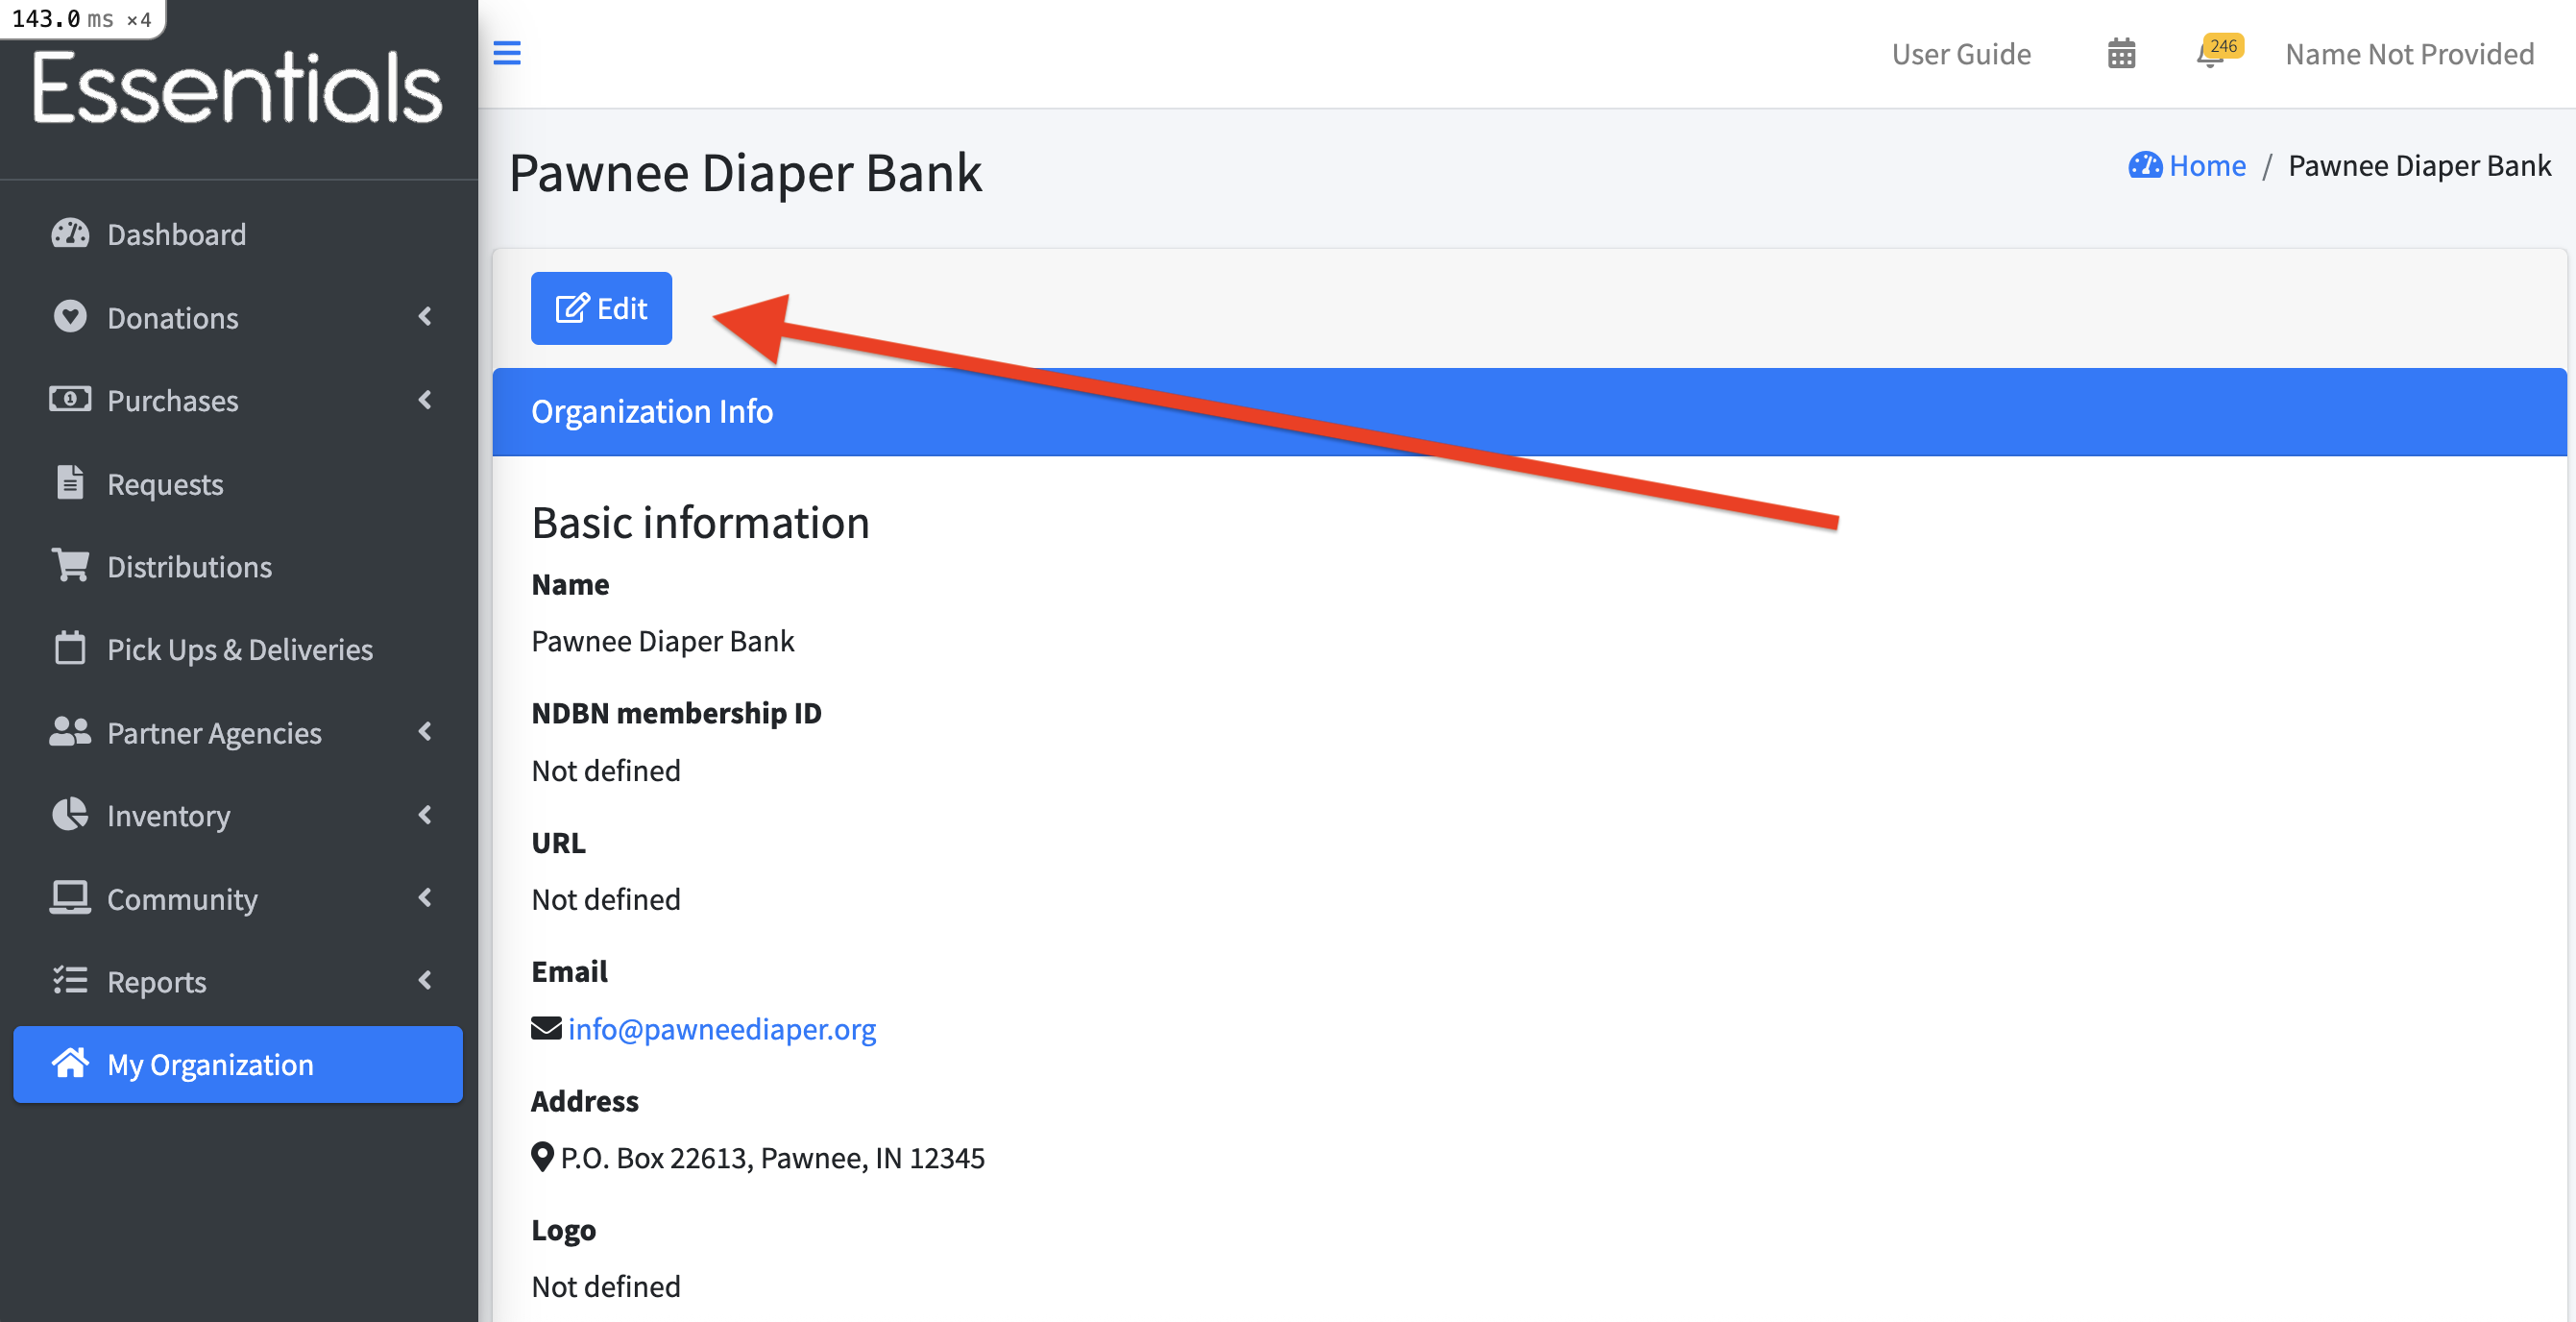 143.0 ms ×4
Essentials
Dashboard
Donations
Purchases
Requests
Distributions
Pick Ups & Deliveries
Partner Agencies
Inventory
Community
Reports
My Organization
User Guide
246
Name Not Provided
Pawnee Diaper Bank
Home / Pawnee Diaper Bank
Edit
Organization Info
Basic information
Name
Pawnee Diaper Bank
NDBN membership ID
Not defined
URL
Not defined
Email
info@pawneediaper.org
Address
P.O. Box 22613, Pawnee, IN 12345
Logo
Not defined